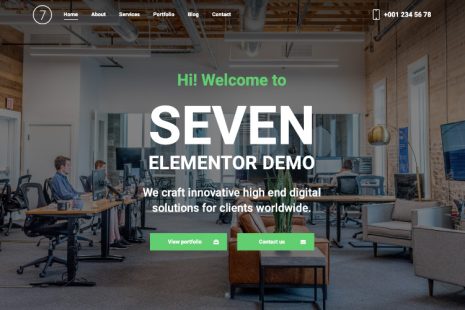 7
Home About Services Portfolio Blog Contact
+001 234 56 78
Hi! Welcome to
SEVEN
ELEMENTOR DEMO
We craft innovative high end digital
solutions for clients worldwide.
View portfolio
Contact us